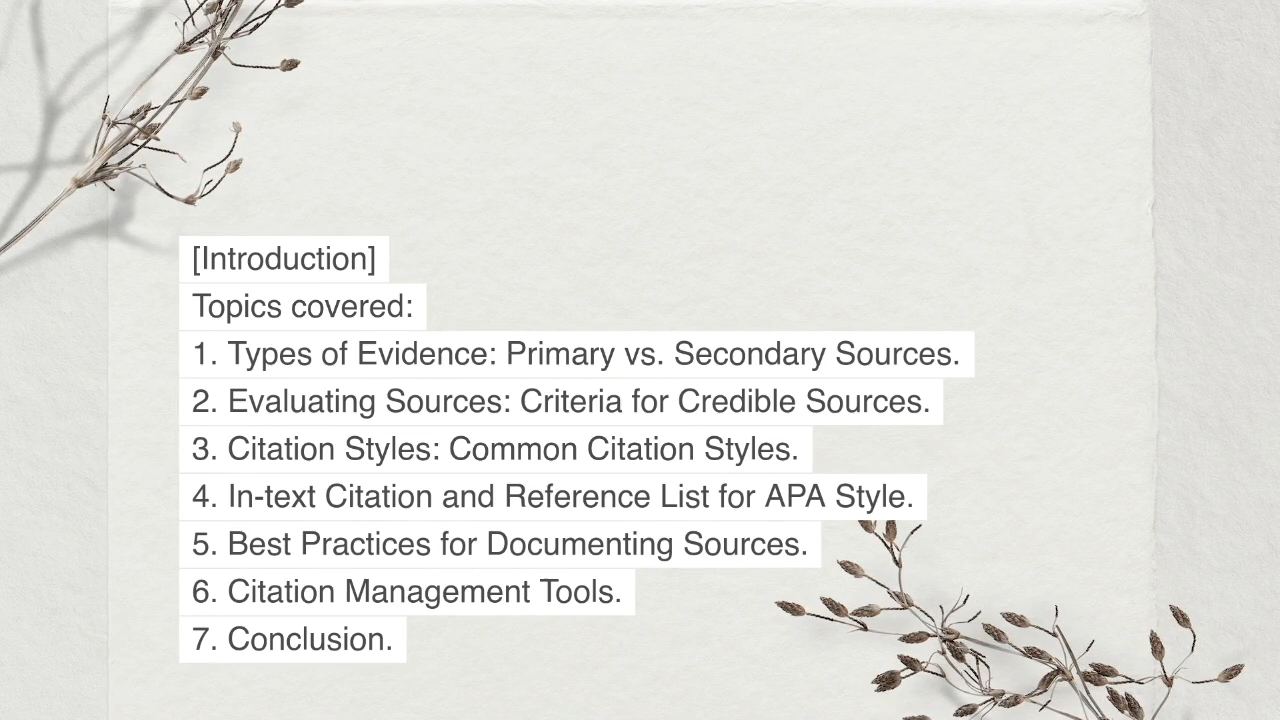 [Introduction]
Topics covered:
1. Types of Evidence: Primary vs. Secondary Sources.
2. Evaluating Sources: Criteria for Credible Sources.
3. Citation Styles: Common Citation Styles.
4. In-text Citation and Reference List for APA Style.
5. Best Practices for Documenting Sources.
6. Citation Management Tools.
7. Conclusion.